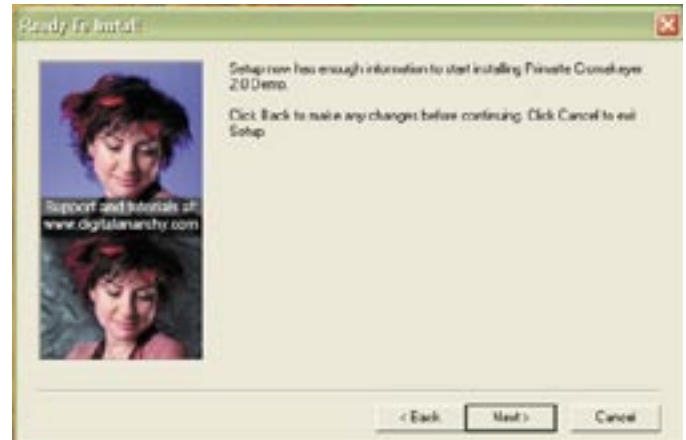 Ready To Install
Setup now has enough information to start installing Primatte Chromakeyer
2.0 Demo.
Click Back to make any changes before continuing. Click Cancel to exit
Setup.
Support and tutorials at:
www.digitalanarchy.com
< Back
Next >
Cancel